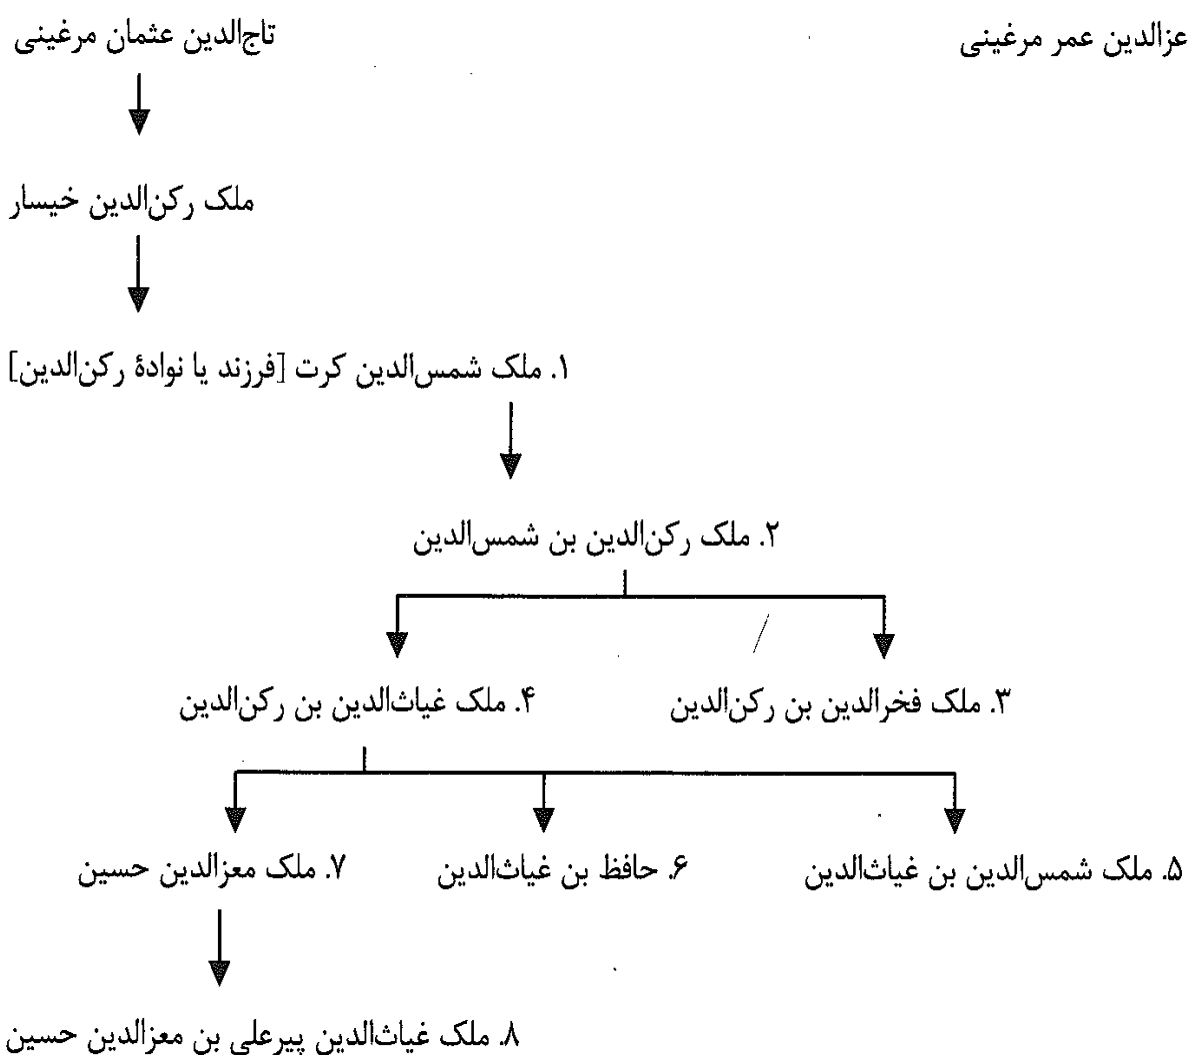 عزالدین عمر مرغینی
تاج‌الدین عثمان مرغینی
ملک رکن‌الدین خیسار
۱. ملک شمس‌الدین کرت [فرزند یا نوادهٔ رکن‌الدین]
۲. ملک رکن‌الدین بن شمس‌الدین
۳. ملک فخرالدین بن رکن‌الدین
۴. ملک غیاث‌الدین بن رکن‌الدین
۵. ملک شمس‌الدین بن غیاث‌الدین
۶. حافظ بن غیاث‌الدین
۷. ملک معزالدین حسین
۸. ملک غیاث‌الدین پیرعلی بن معزالدین حسین